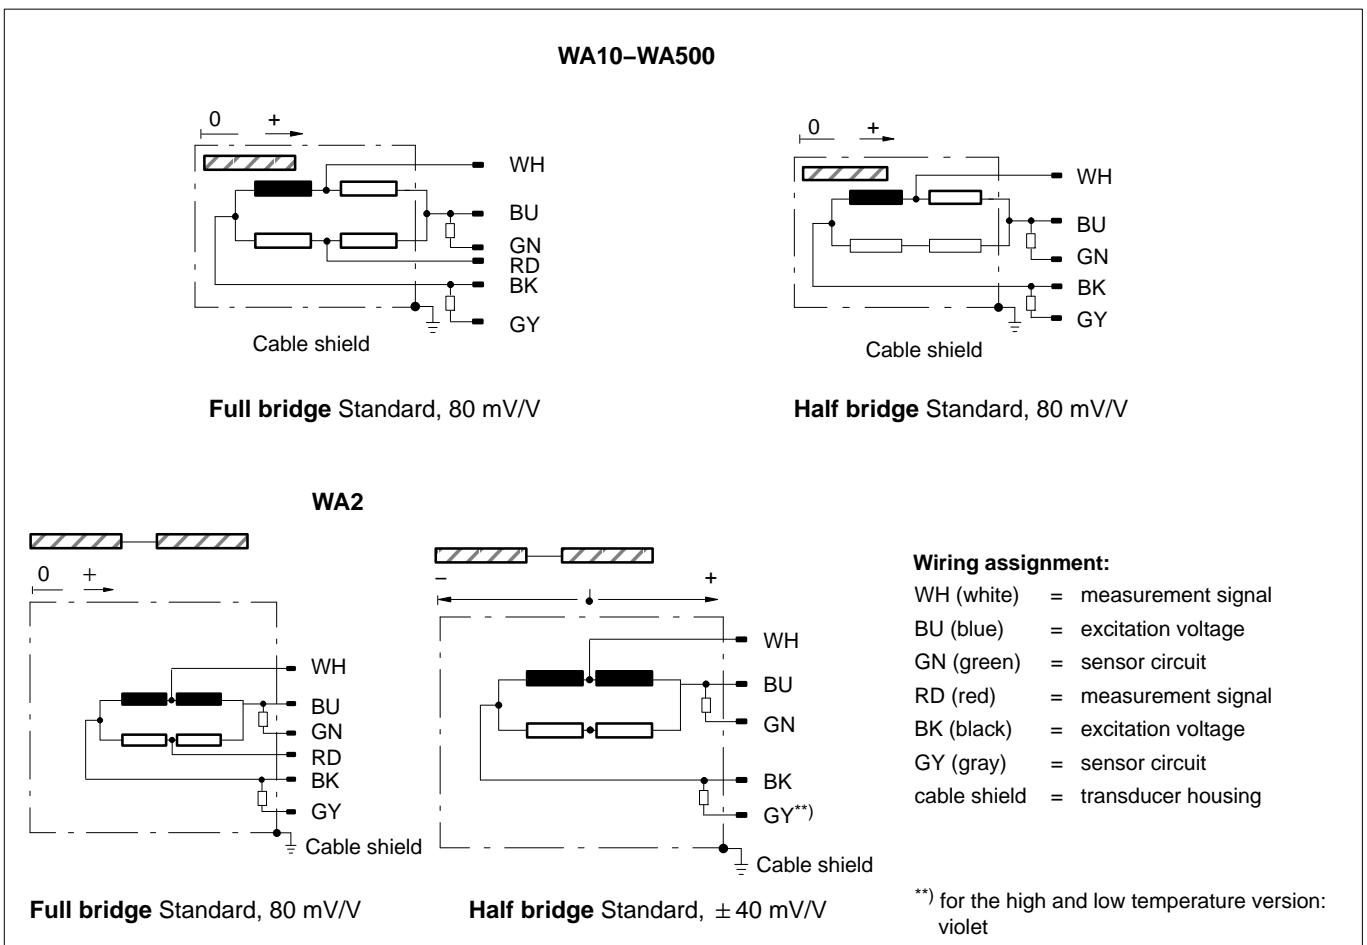 WA10–WA500
0 +
WH
BU
GN
RD
BK
GY
Cable shield
Full bridge Standard, 80 mV/V
0 +
WH
BU
GN
BK
GY
Cable shield
Half bridge Standard, 80 mV/V
WA2
0 +
WH
BU
GN
RD
BK
GY
Cable shield
Full bridge Standard, 80 mV/V
– +
WH
BU
GN
BK
GY**)
Cable shield
Half bridge Standard, ±40 mV/V
Wiring assignment:
WH (white) = measurement signal
BU (blue) = excitation voltage
GN (green) = sensor circuit
RD (red) = measurement signal
BK (black) = excitation voltage
GY (gray) = sensor circuit
cable shield = transducer housing
**) for the high and low temperature version:
violet